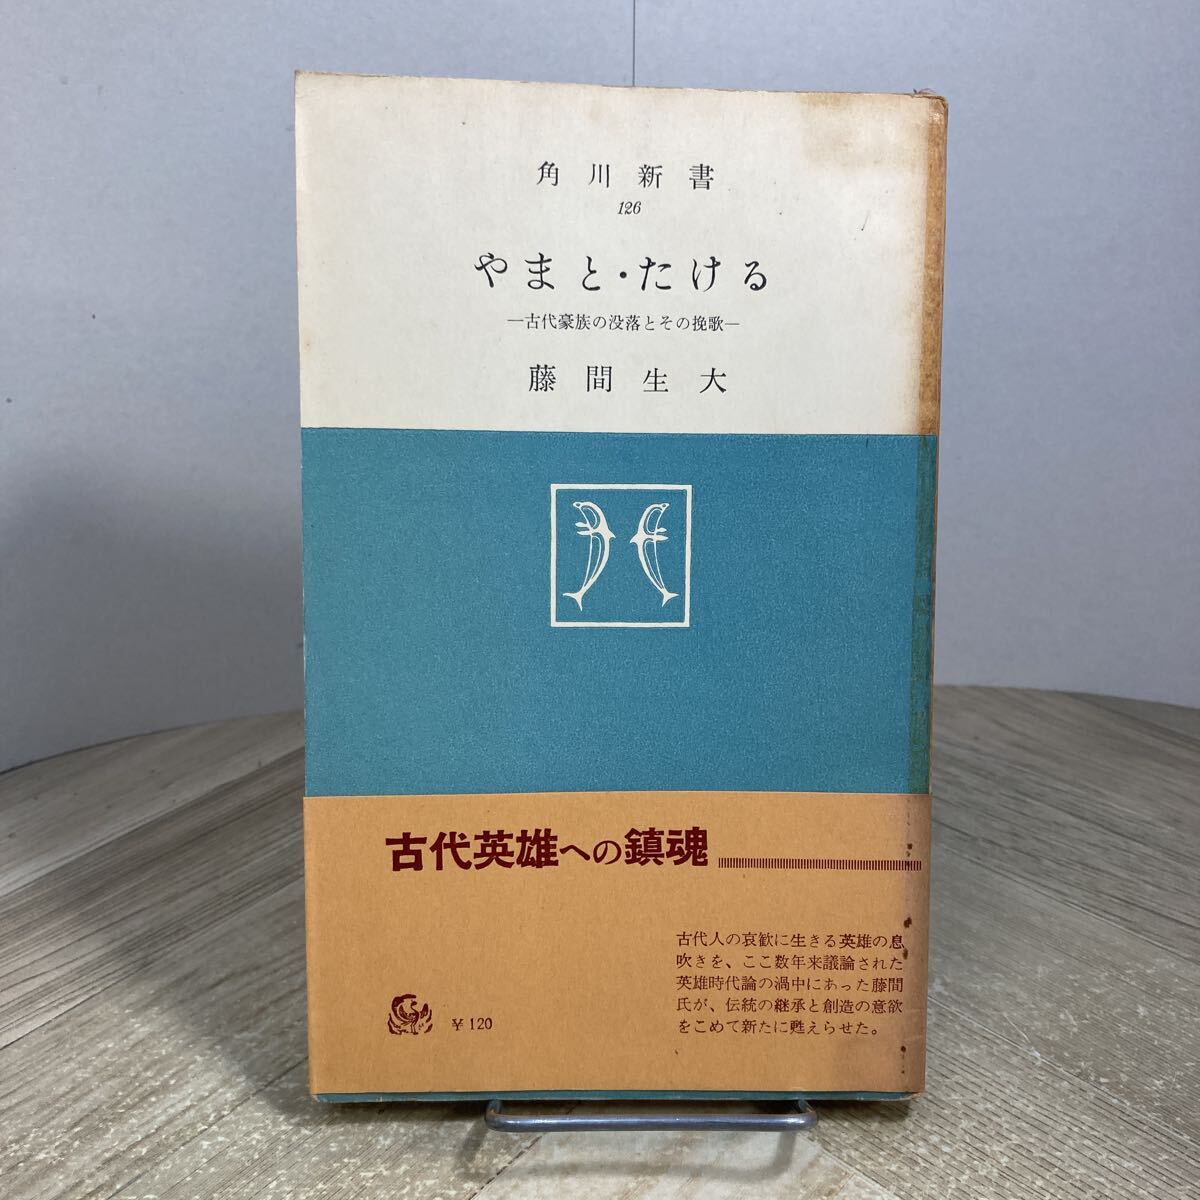 角川新書
126
やまと・たける
―古代豪族の没落とその挽歌―
藤間生大
古代英雄への鎮魂
古代人の哀歓に生きる英雄の息
吹きを、ここ数年来議論された
英雄時代論の渦中にあった藤間
氏が、伝統の継承と創造の意欲
をこめて新たに甦えらせた。
¥120